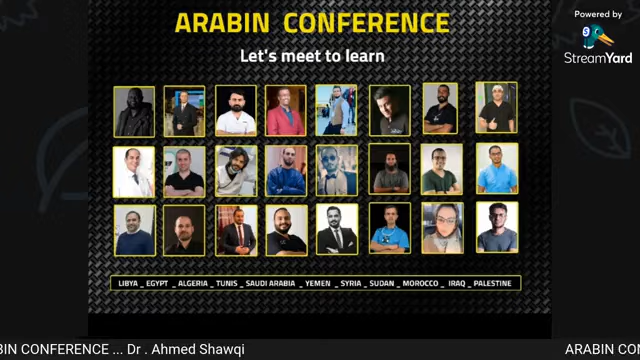 ARABIN CONFERENCE
Let's meet to learn
Powered by
StreamYard
LIBYA _ EGYPT _ ALGERIA _ TUNIS _ SAUDI ARABIA _ YEMEN _ SYRIA _ SUDAN _ MOROCCO _ IRAQ _ PALESTINE
BIN CONFERENCE ... Dr . Ahmed Shawqi
ARABIN CON